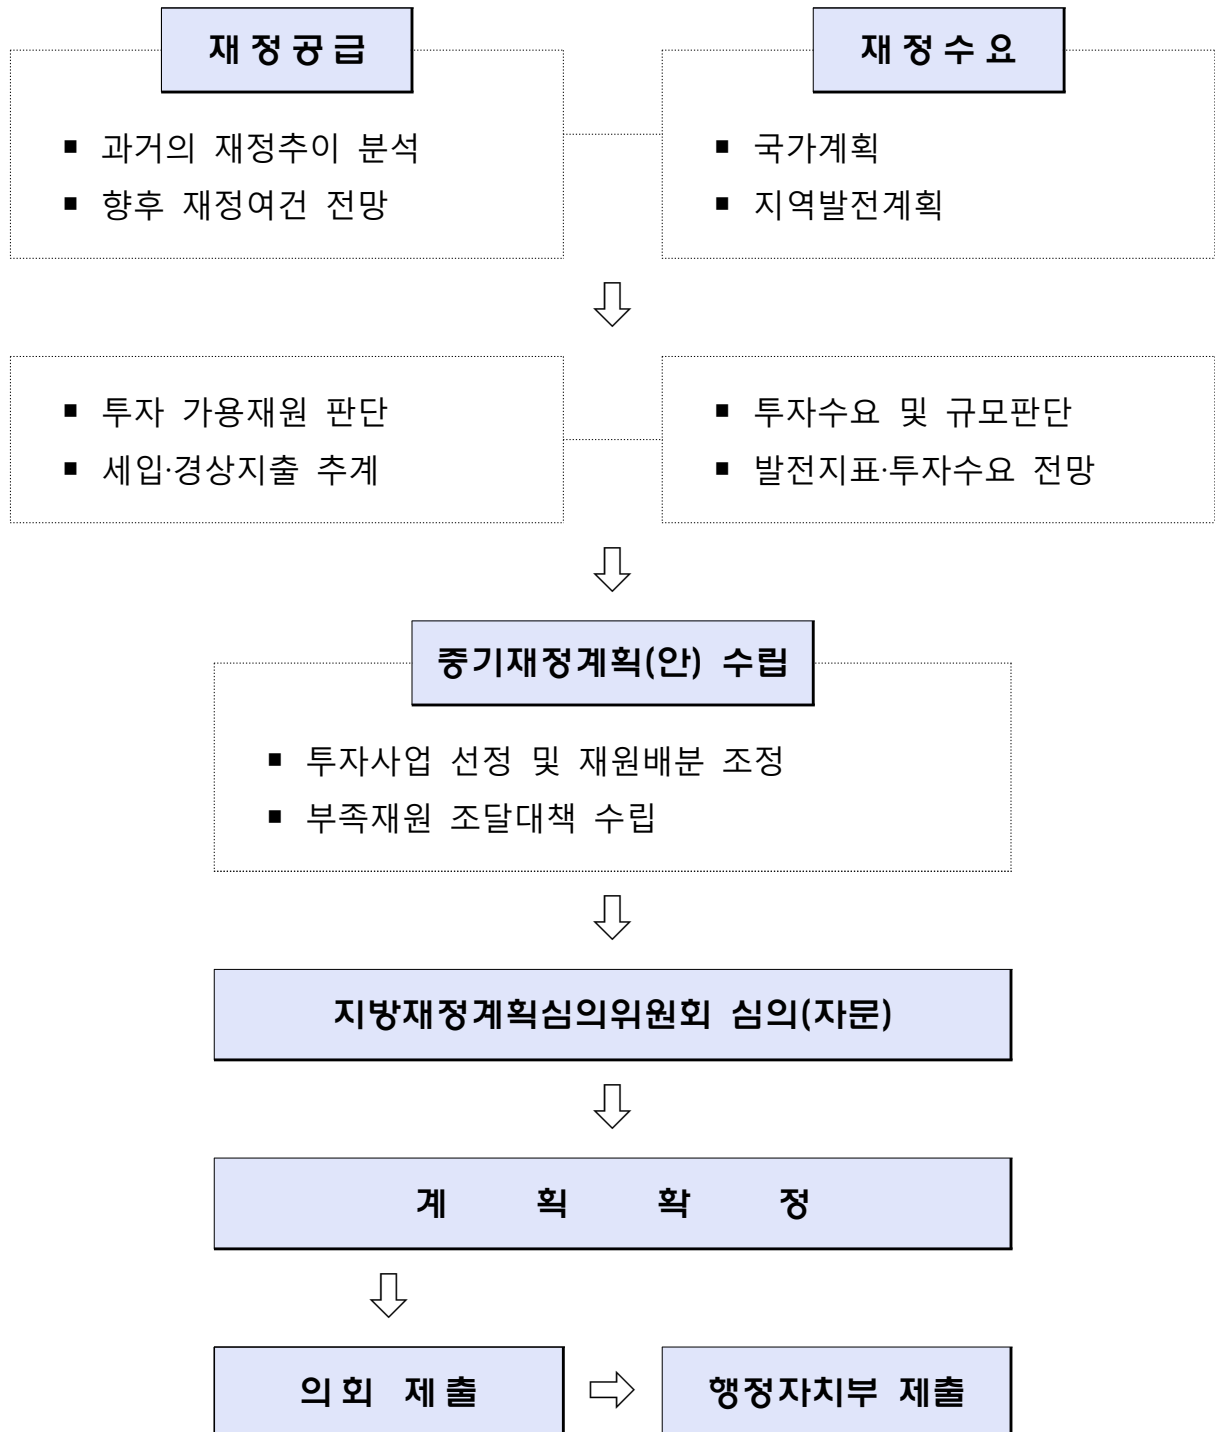 재 정 공 급
■ 과거의 재정추이 분석
■ 향후 재정여건 전망
재 정 수 요
■ 국가계획
■ 지역발전계획
■ 투자 가용재원 판단
■ 세입·경상지출 추계
■ 투자수요 및 규모판단
■ 발전지표·투자수요 전망
중기재정계획(안) 수립
■ 투자사업 선정 및 재원배분 조정
■ 부족재원 조달대책 수립
지방재정계획심의위원회 심의(자문)
계 획 확 정
의 회 제 출
행정자치부 제출